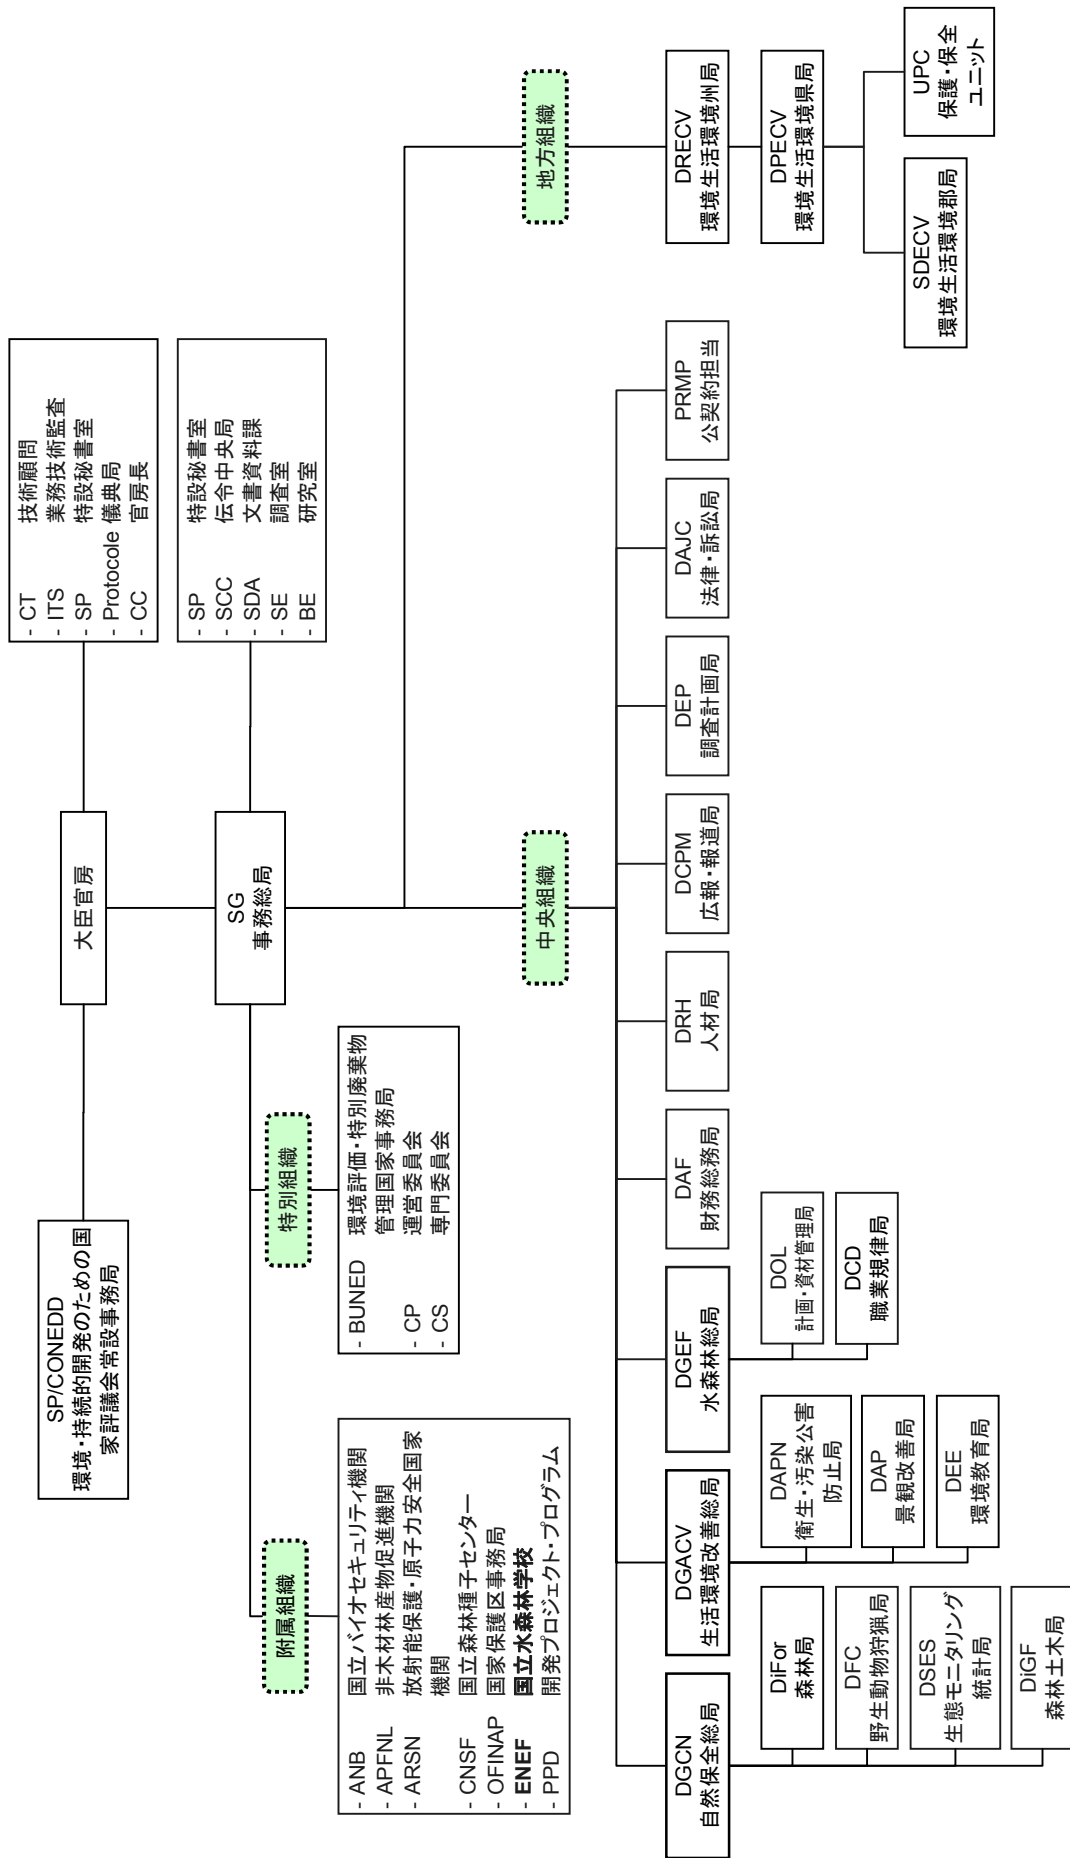 大臣官房
SP/CONEDD
環境・持続的開発のための国
家評議会常設事務局
- CT 技術顧問
- ITS 業務技術監査
- SP 特設秘書室
- Protocole 儀典局
- CC 官房長
SG
事務総局
- SP 特設秘書室
- SCC 伝令中央局
- SDA 文書資料課
- SE 調査室
- BE 研究室
附属組織
- ANB 国立バイオセキュリティ機関
- APFNL 非木材林産物促進機関
- ARSN 放射能保護・原子力安全国家
機関
- CNSF 国立森林種子センター
- OFINAP 国家保護区事務局
- ENEF 国立水森林学校
- PPD 開発プロジェクト・プログラム
特別組織
- BUNED 環境評価・特別廃棄物
管理国家事務局
- CP 運営委員会
- CS 専門委員会
中央組織
地方組織
DGCN
自然保全総局
DiFor
森林局
DFC
野生動物狩猟局
DSES
生態モニタリング
統計局
DiGF
森林土木局
DGACV
生活環境改善総局
DAPN
衛生・汚染公害
防止局
DAP
景観改善局
DEE
環境教育局
DGEF
水森林総局
DOL
計画・資材管理局
DCD
職業規律局
DAF
財務総務局
DRH
人材局
DCPM
広報・報道局
DEP
調査計画局
DAJC
法律・訴訟局
PRMP
公契約担当
DRECV
環境生活環境州局
DPECV
環境生活環境県局
SDECV
環境生活環境郡局
UPC
保護・保全
ユニット